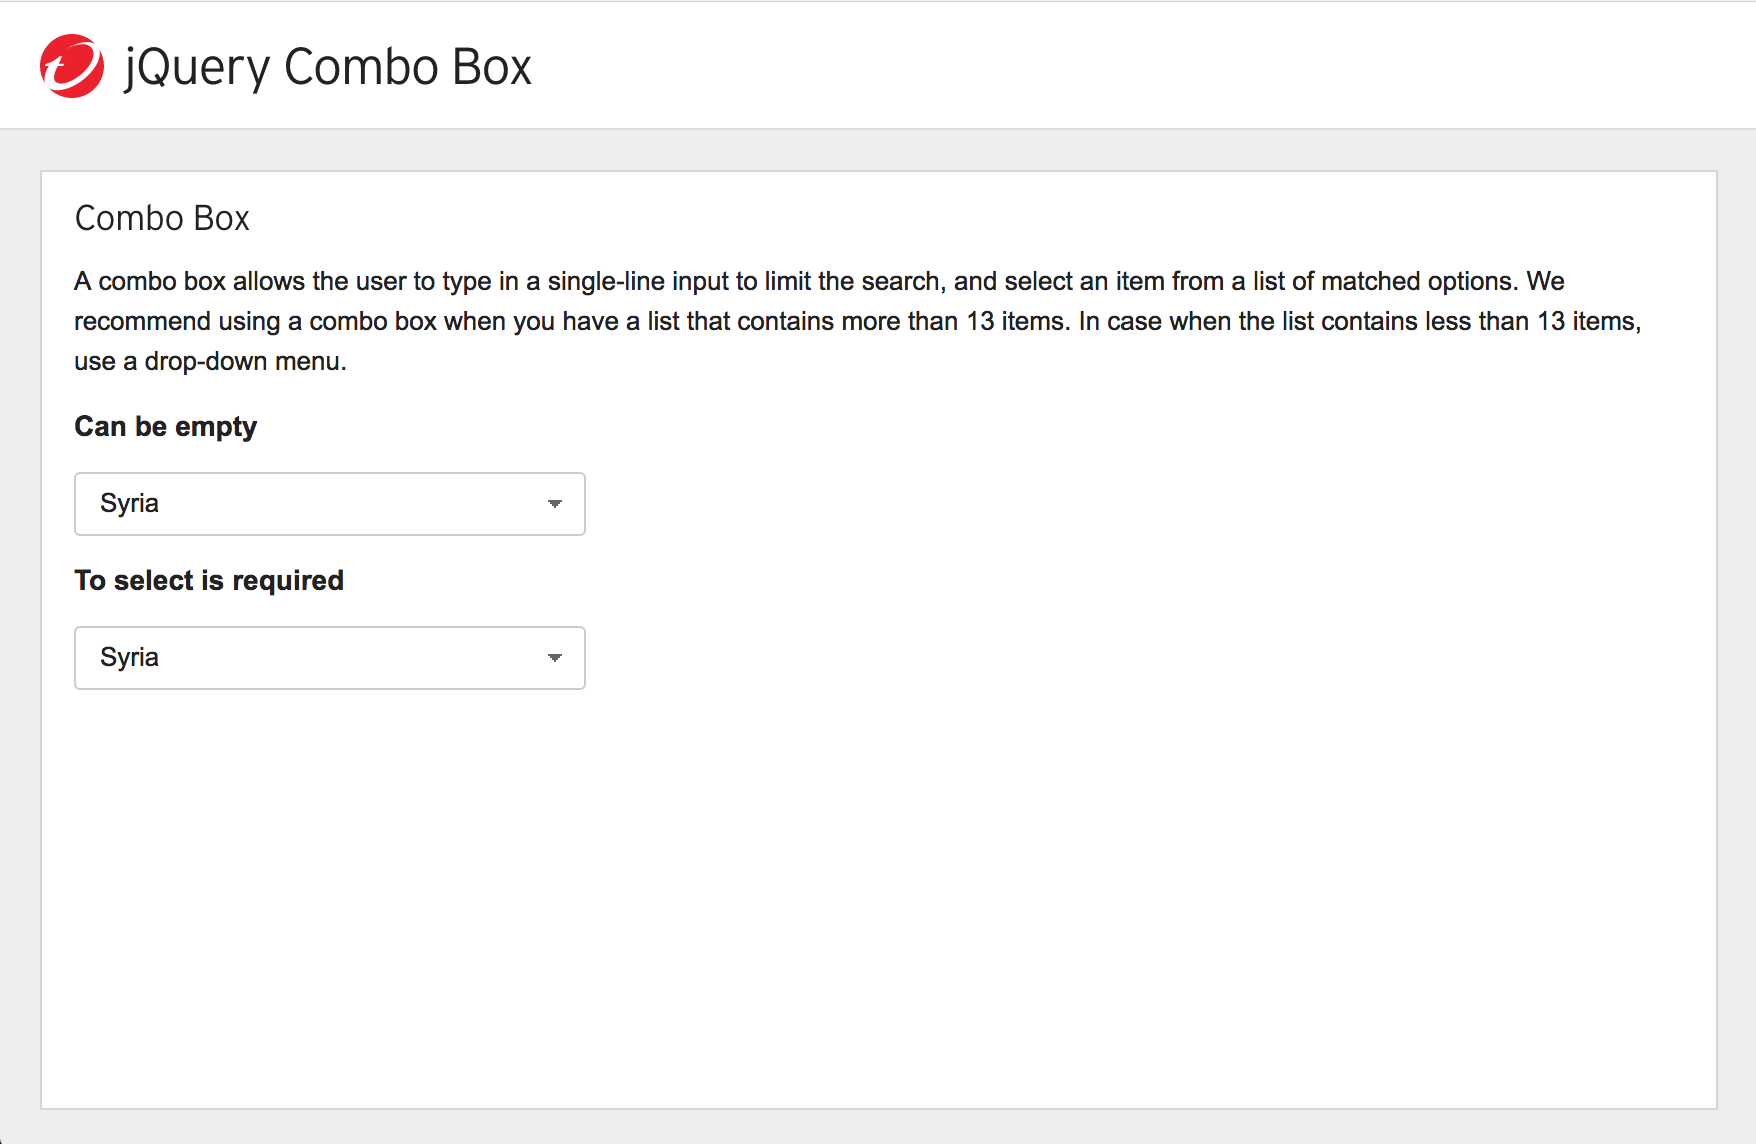 jQuery Combo Box
Combo Box
A combo box allows the user to type in a single-line input to limit the search, and select an item from a list of matched options. We
recommend using a combo box when you have a list that contains more than 13 items. In case when the list contains less than 13 items,
use a drop-down menu.
Can be empty
Syria
To select is required
Syria